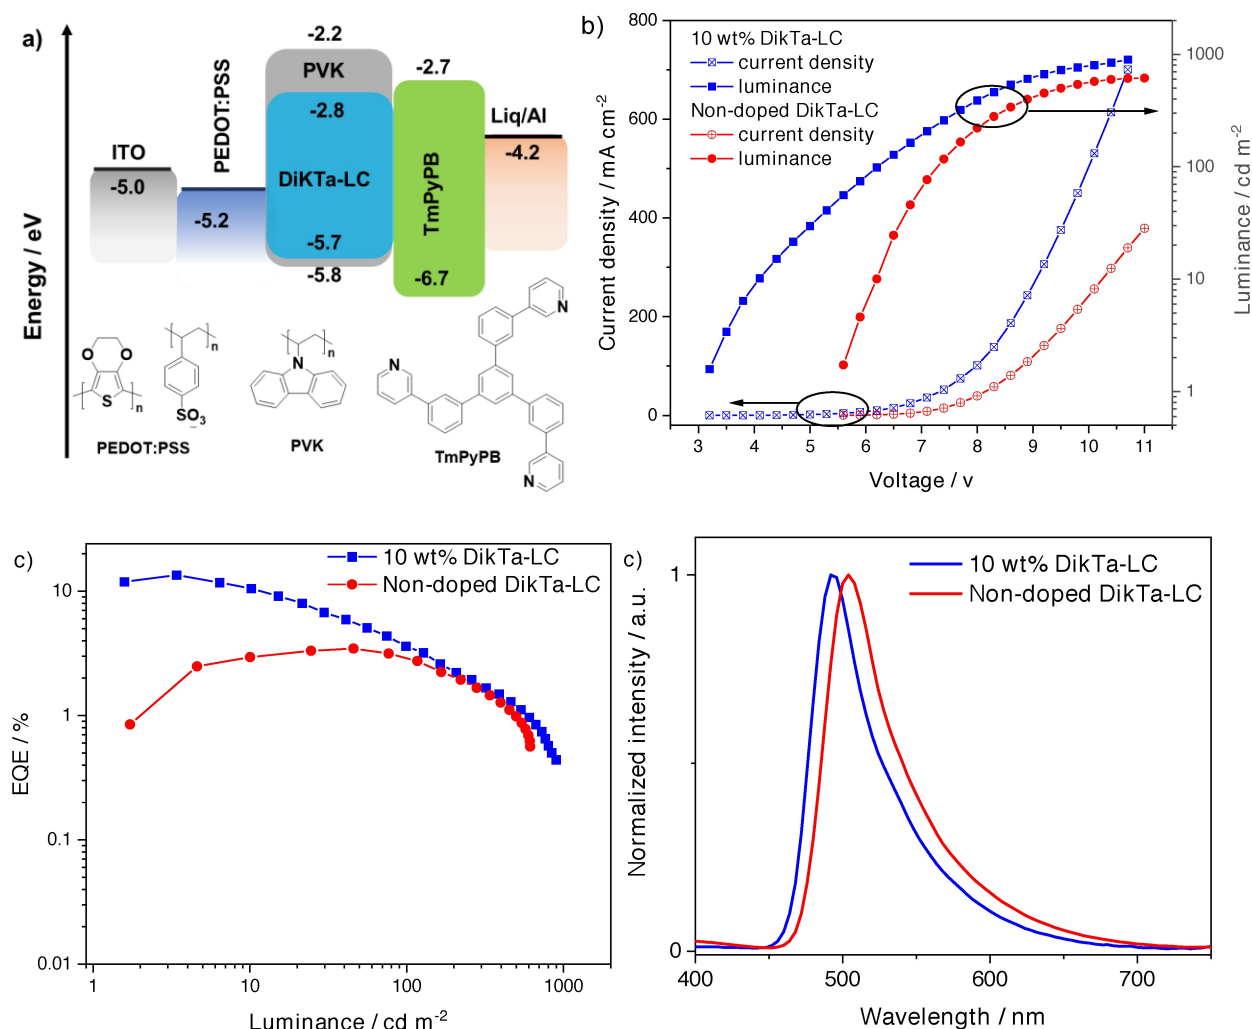 a)
Energy / eV
ITO
-5.0
PEDOT:PSS
-5.2
-2.2
PVK
-2.8
DiKTa-LC
-5.7
-5.8
-2.7
TmPyPB
-6.7
Liq/Al
-4.2
O
O
S
n
n
SO3
−
PEDOT:PSS
n
N
PVK
N
N
N
TmPyPB
b)
10 wt% DikTa-LC
current density
luminance
Non-doped DikTa-LC
current density
luminance
Current density / mA cm-2
800
600
400
200
0
3 4 5 6 7 8 9 10 11
Voltage / v
1000
100
10
1
Luminance / cd m-2
c)
10 wt% DikTa-LC
Non-doped DikTa-LC
EQE / %
10
1
0.1
0.01
1 10 100 1000
Luminance / cd m-2
c)
10 wt% DikTa-LC
Non-doped DikTa-LC
Normalized intensity / a.u.
1
0
400 500 600 700
Wavelength / nm